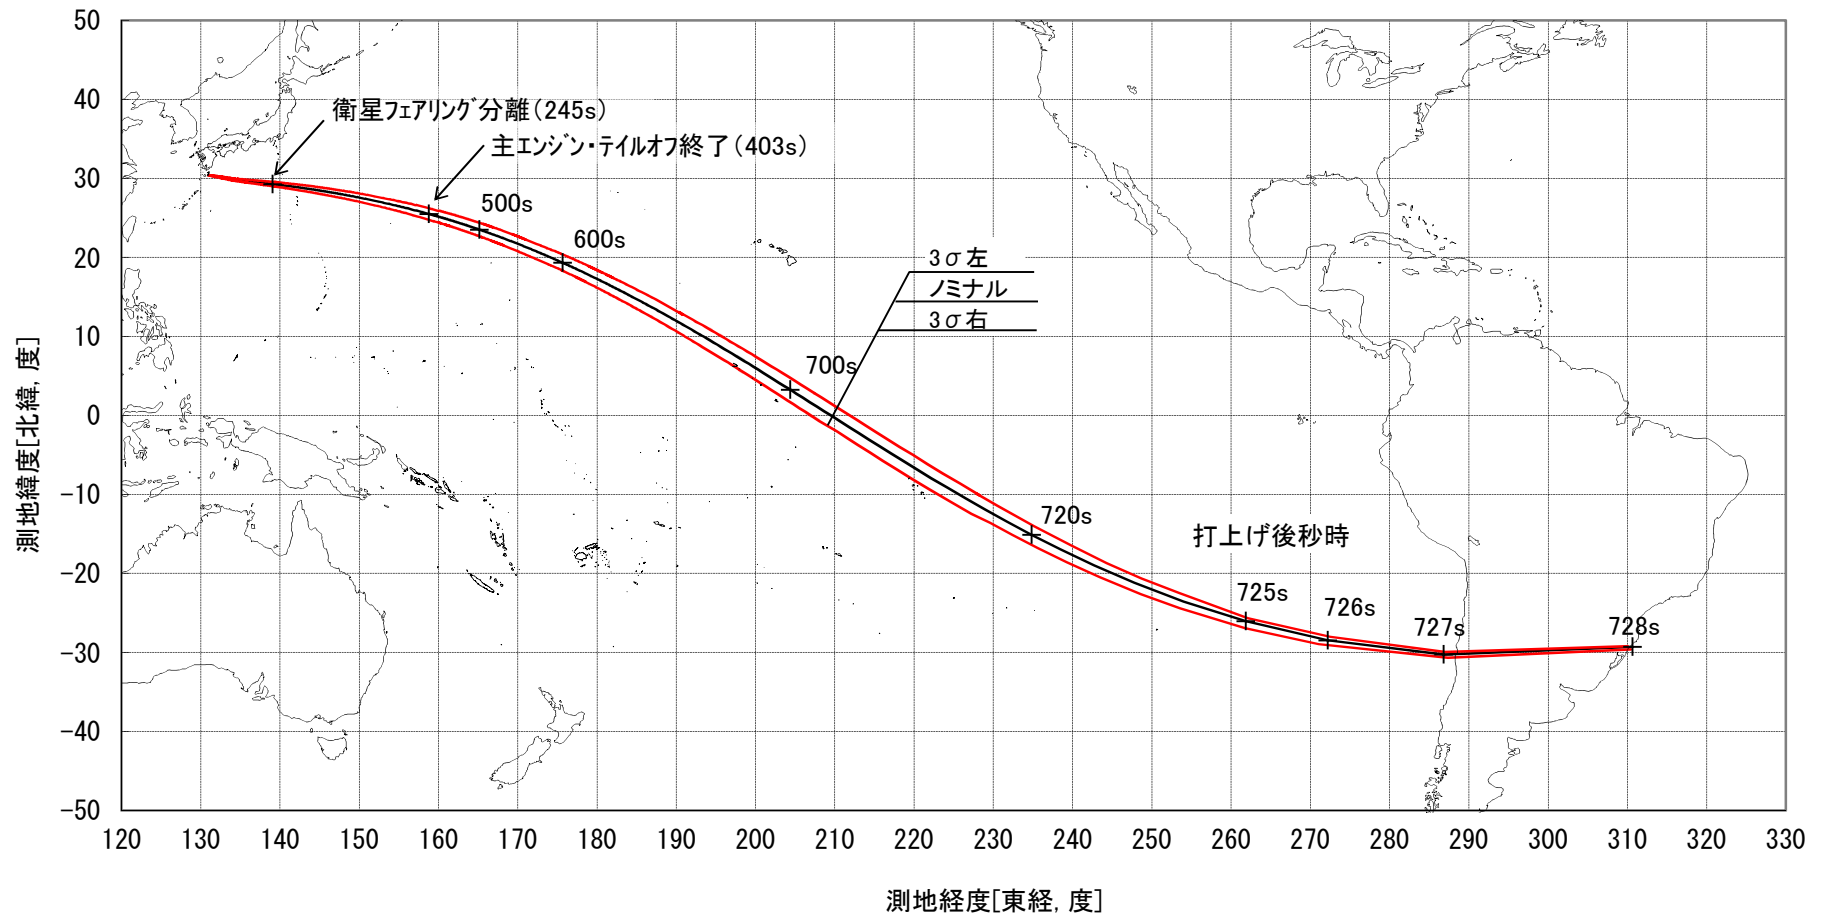 50
40
30
20
10
0
-10
-20
-30
-40
-50
測地緯度[北緯, 度]
衛星フェアリング分離(245s)
主エンジン・テイルオフ終了(403s)
500s
600s
3σ左
ノミナル
3σ右
700s
720s
打上げ後秒時
725s
726s
727s
728s
120 130 140 150 160 170 180 190 200 210 220 230 240 250 260 270 280 290 300 310 320 330
測地経度[東経, 度]